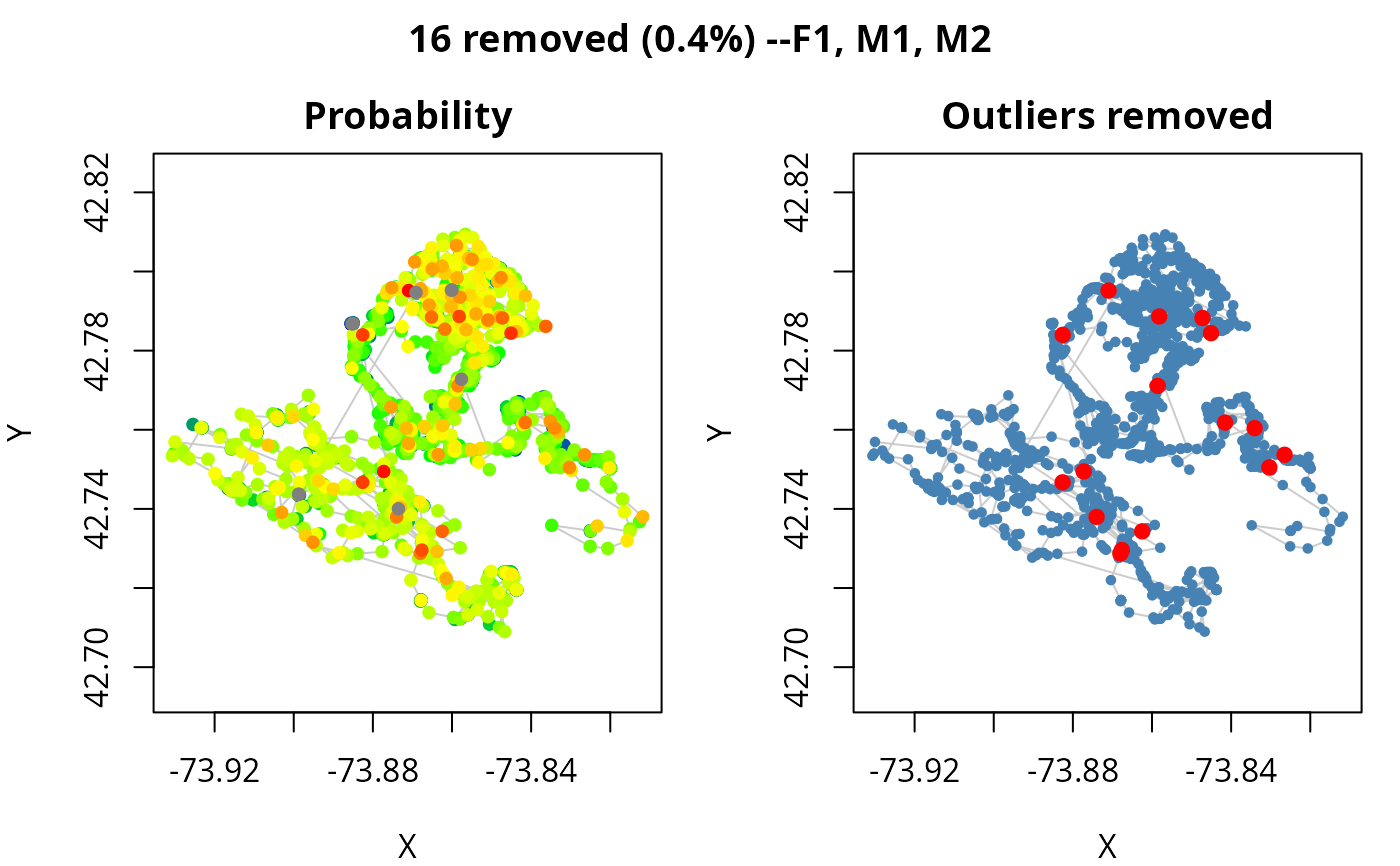 16 removed (0.4%) --F1, M1, M2
Probability
Outliers removed
42.82
42.78
42.74
42.70
Y
-73.92
-73.88
-73.84
X
42.82
42.78
42.74
42.70
Y
-73.92
-73.88
-73.84
X